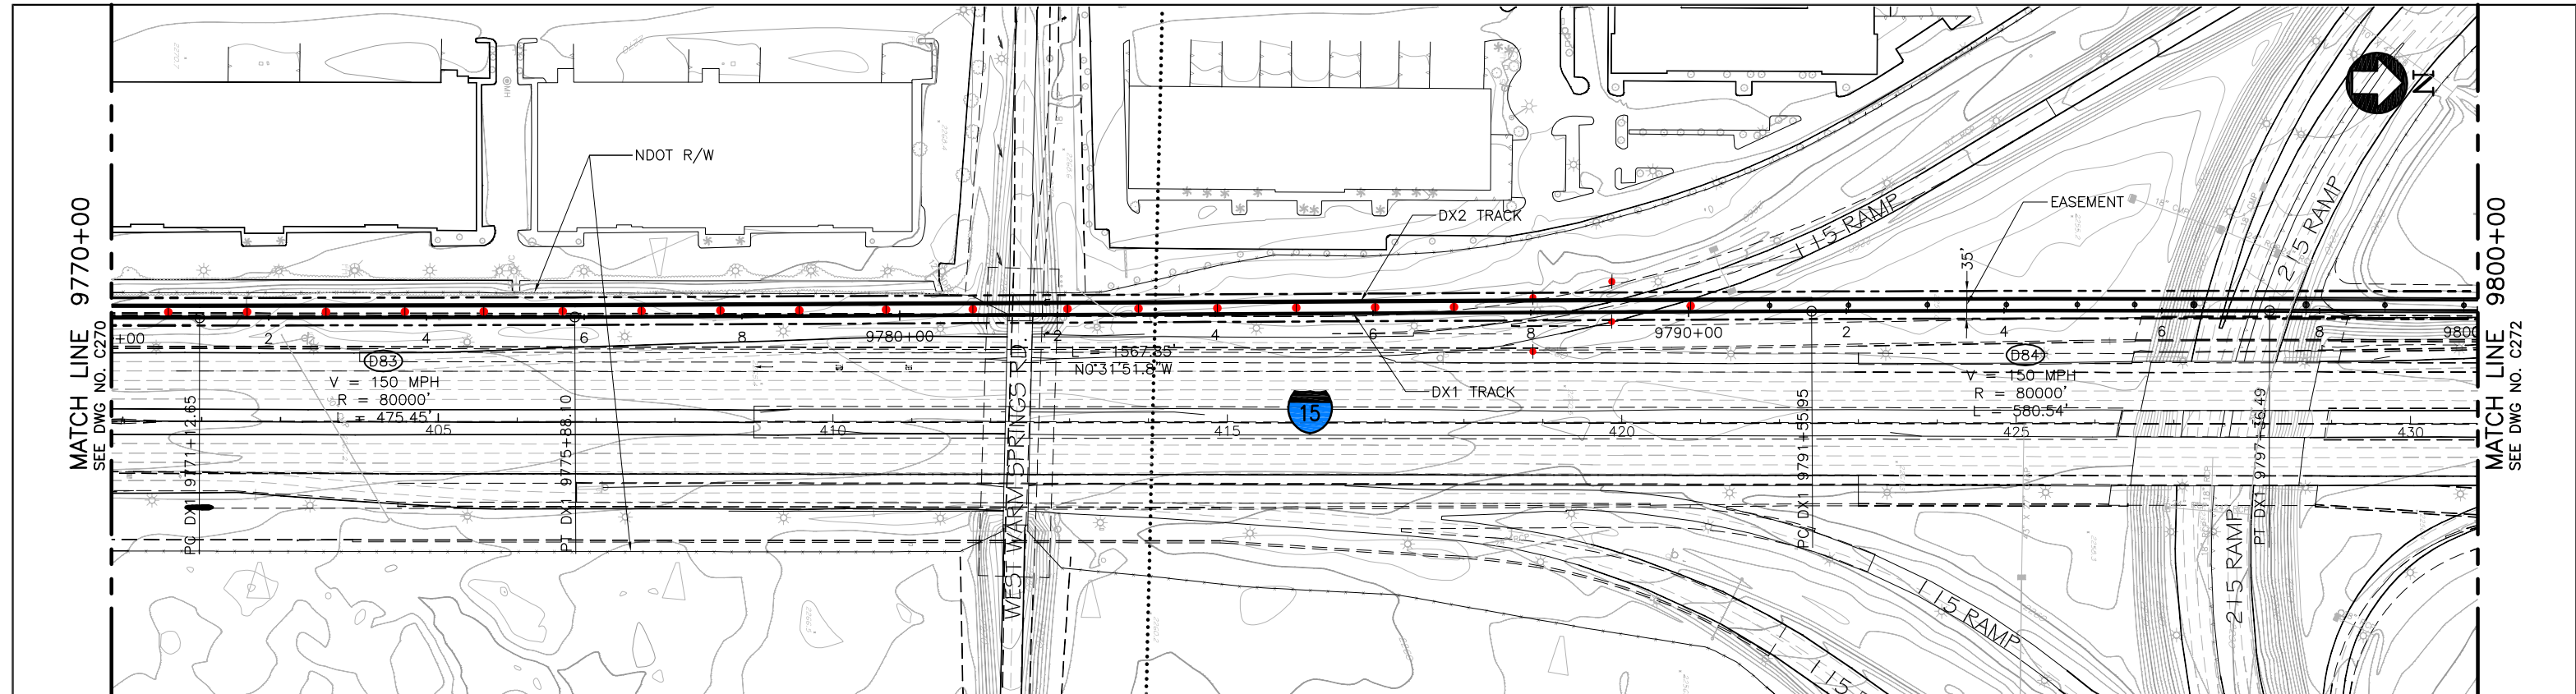 MATCH LINE 9770+00
SEE DWG NO. C270
NDOT R/W
DX2 TRACK
EASEMENT
35'
N
115 RAMP
215 RAMP
+00
2
4
6
8
9780+00
2
4
6
8
9790+00
2
4
6
8
9800
D83
V = 150 MPH
R = 80000'
L = 475.45'
L = 1567.85'
N0°31'51.8"W
DX1 TRACK
15
D84
V = 150 MPH
R = 80000'
L = 580.54'
405
410
415
420
425
430
PC DX1 9771+12.65
PT DX1 9775+88.10
WEST WARM SPRINGS RD.
PC DX1 9791+55.95
PT DX1 9797+36.49
115 RAMP
115
215 RAMP
MATCH LINE 9800+00
SEE DWG NO. C272